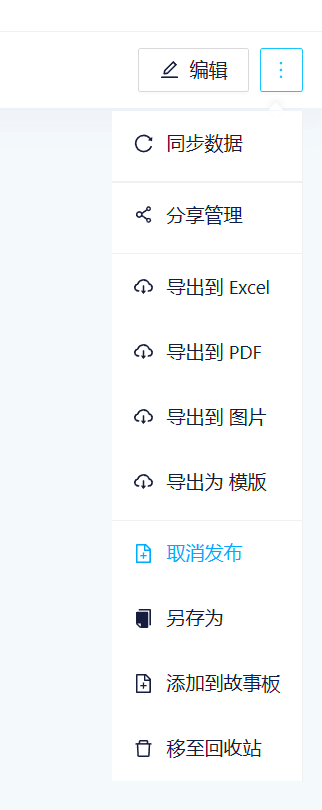 编辑
同步数据
分享管理
导出到 Excel
导出到 PDF
导出到 图片
导出为 模版
取消发布
另存为
添加到故事板
移至回收站